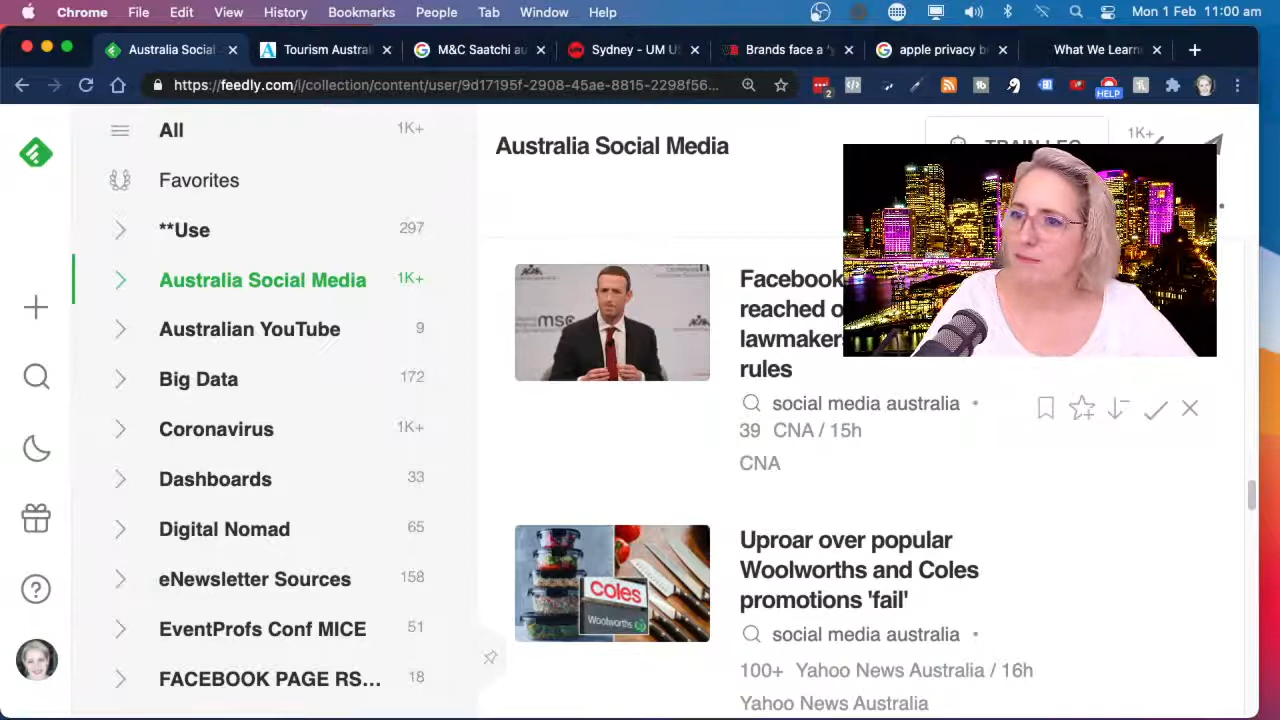 Chrome File Edit View History Bookmarks People Tab Window Help Mon 1 Feb 11:00 am
Australia Social Tourism Austral M&C Saatchi au Sydney - UM U Brands face a apple privacy b What We Learn
https://feedly.com/i/collection/content/user/9d17195f-2908-45ae-8815-2298f56...
2
HELP
All 1K+
Favorites
**Use 297
Australia Social Media 1K+
Australian YouTube 9
Big Data 172
Coronavirus 1K+
Dashboards 33
Digital Nomad 65
eNewsletter Sources 158
EventProfs Conf MICE 51
FACEBOOK PAGE RS... 18
Australia Social Media
1K+
Facebook
reached o
lawmaker
rules
social media australia •
39 CNA / 15h
CNA
msc
Uproar over popular
Woolworths and Coles
promotions 'fail'
social media australia •
100+ Yahoo News Australia / 16h
Yahoo News Australia
coles
Woolworths